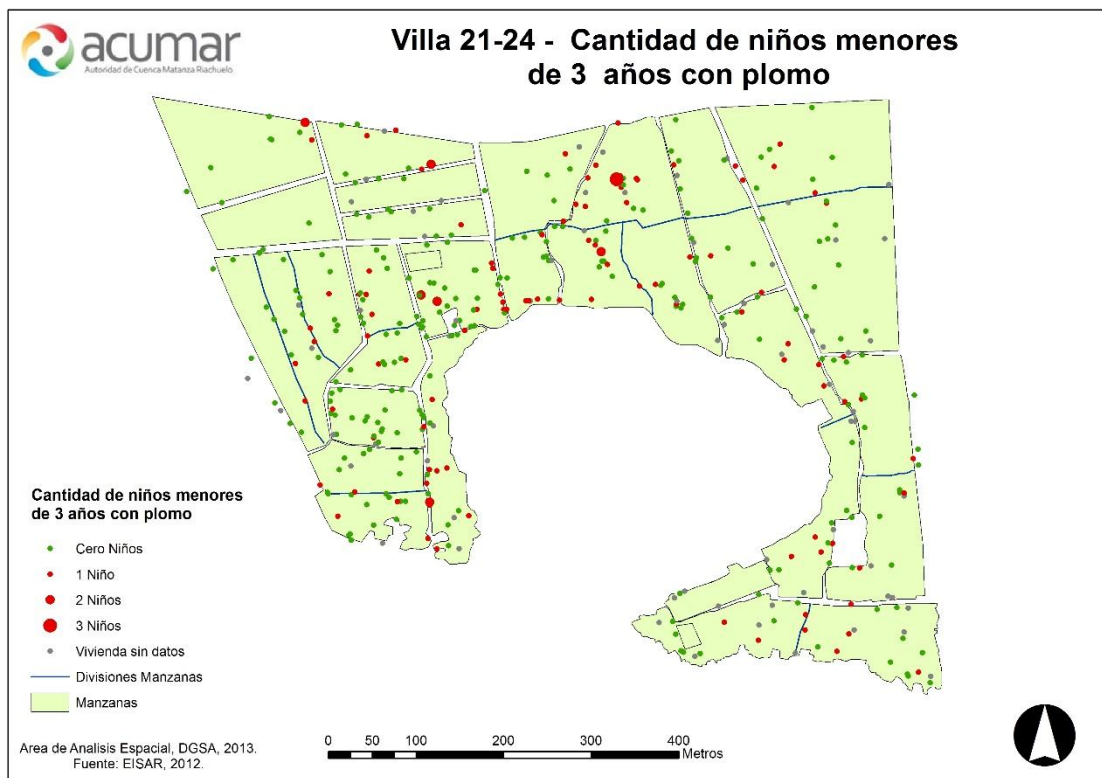 acumar
Autoridad de Cuenca Matanza Riachuelo
Villa 21-24 - Cantidad de niños menores
de 3 años con plomo
Cantidad de niños menores
de 3 años con plomo
Cero Niños
1 Niño
2 Niños
3 Niños
Vivienda sin datos
Divisiones Manzanas
Manzanas
Area de Analisis Espacial, DGSA, 2013.
Fuente: EISAR, 2012.
0 50 100 200 300 400
Metros